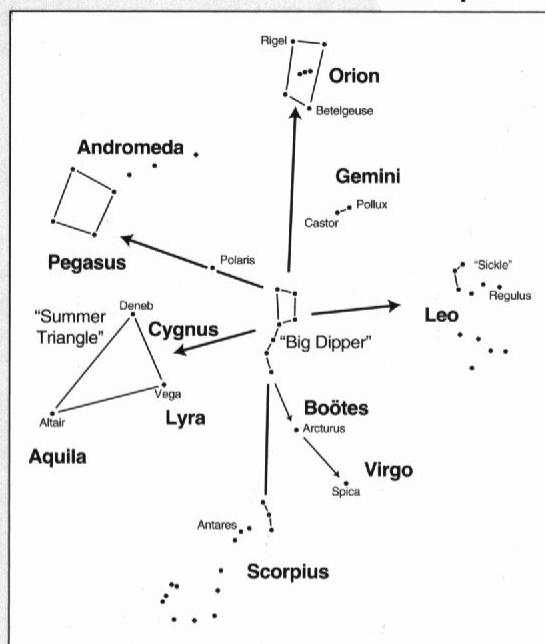 Rigel
Orion
Betelgeuse
Andromeda
Gemini
Pollux
Castor
Pegasus
Polaris
"Sickle"
Regulus
Leo
"Summer
Triangle"
Deneb
Cygnus
"Big Dipper"
Vega
Lyra
Altair
Aquila
Boötes
Arcturus
Virgo
Spica
Antares
Scorpius